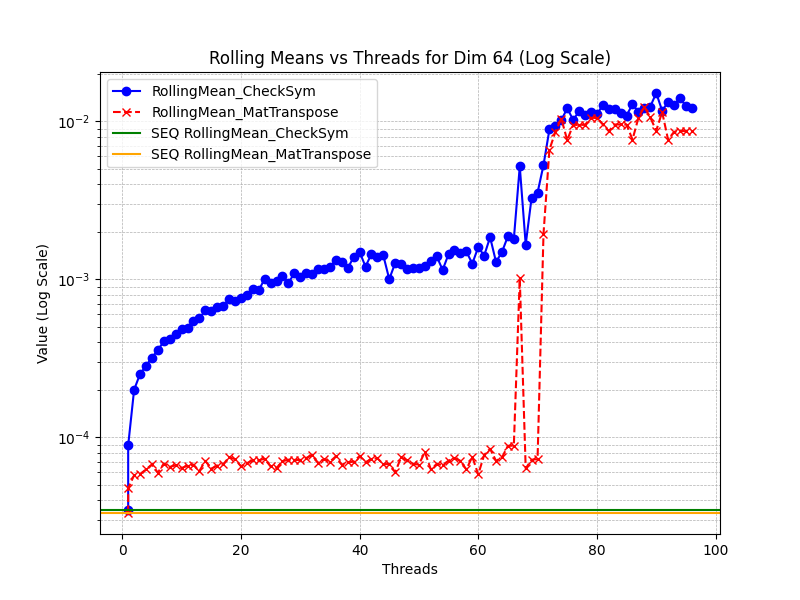 Rolling Means vs Threads for Dim 64 (Log Scale)
RollingMean_CheckSym
RollingMean_MatTranspose
SEQ RollingMean_CheckSym
SEQ RollingMean_MatTranspose
Value (Log Scale)
10⁻²
10⁻³
10⁻⁴
0 20 40 60 80 100
Threads